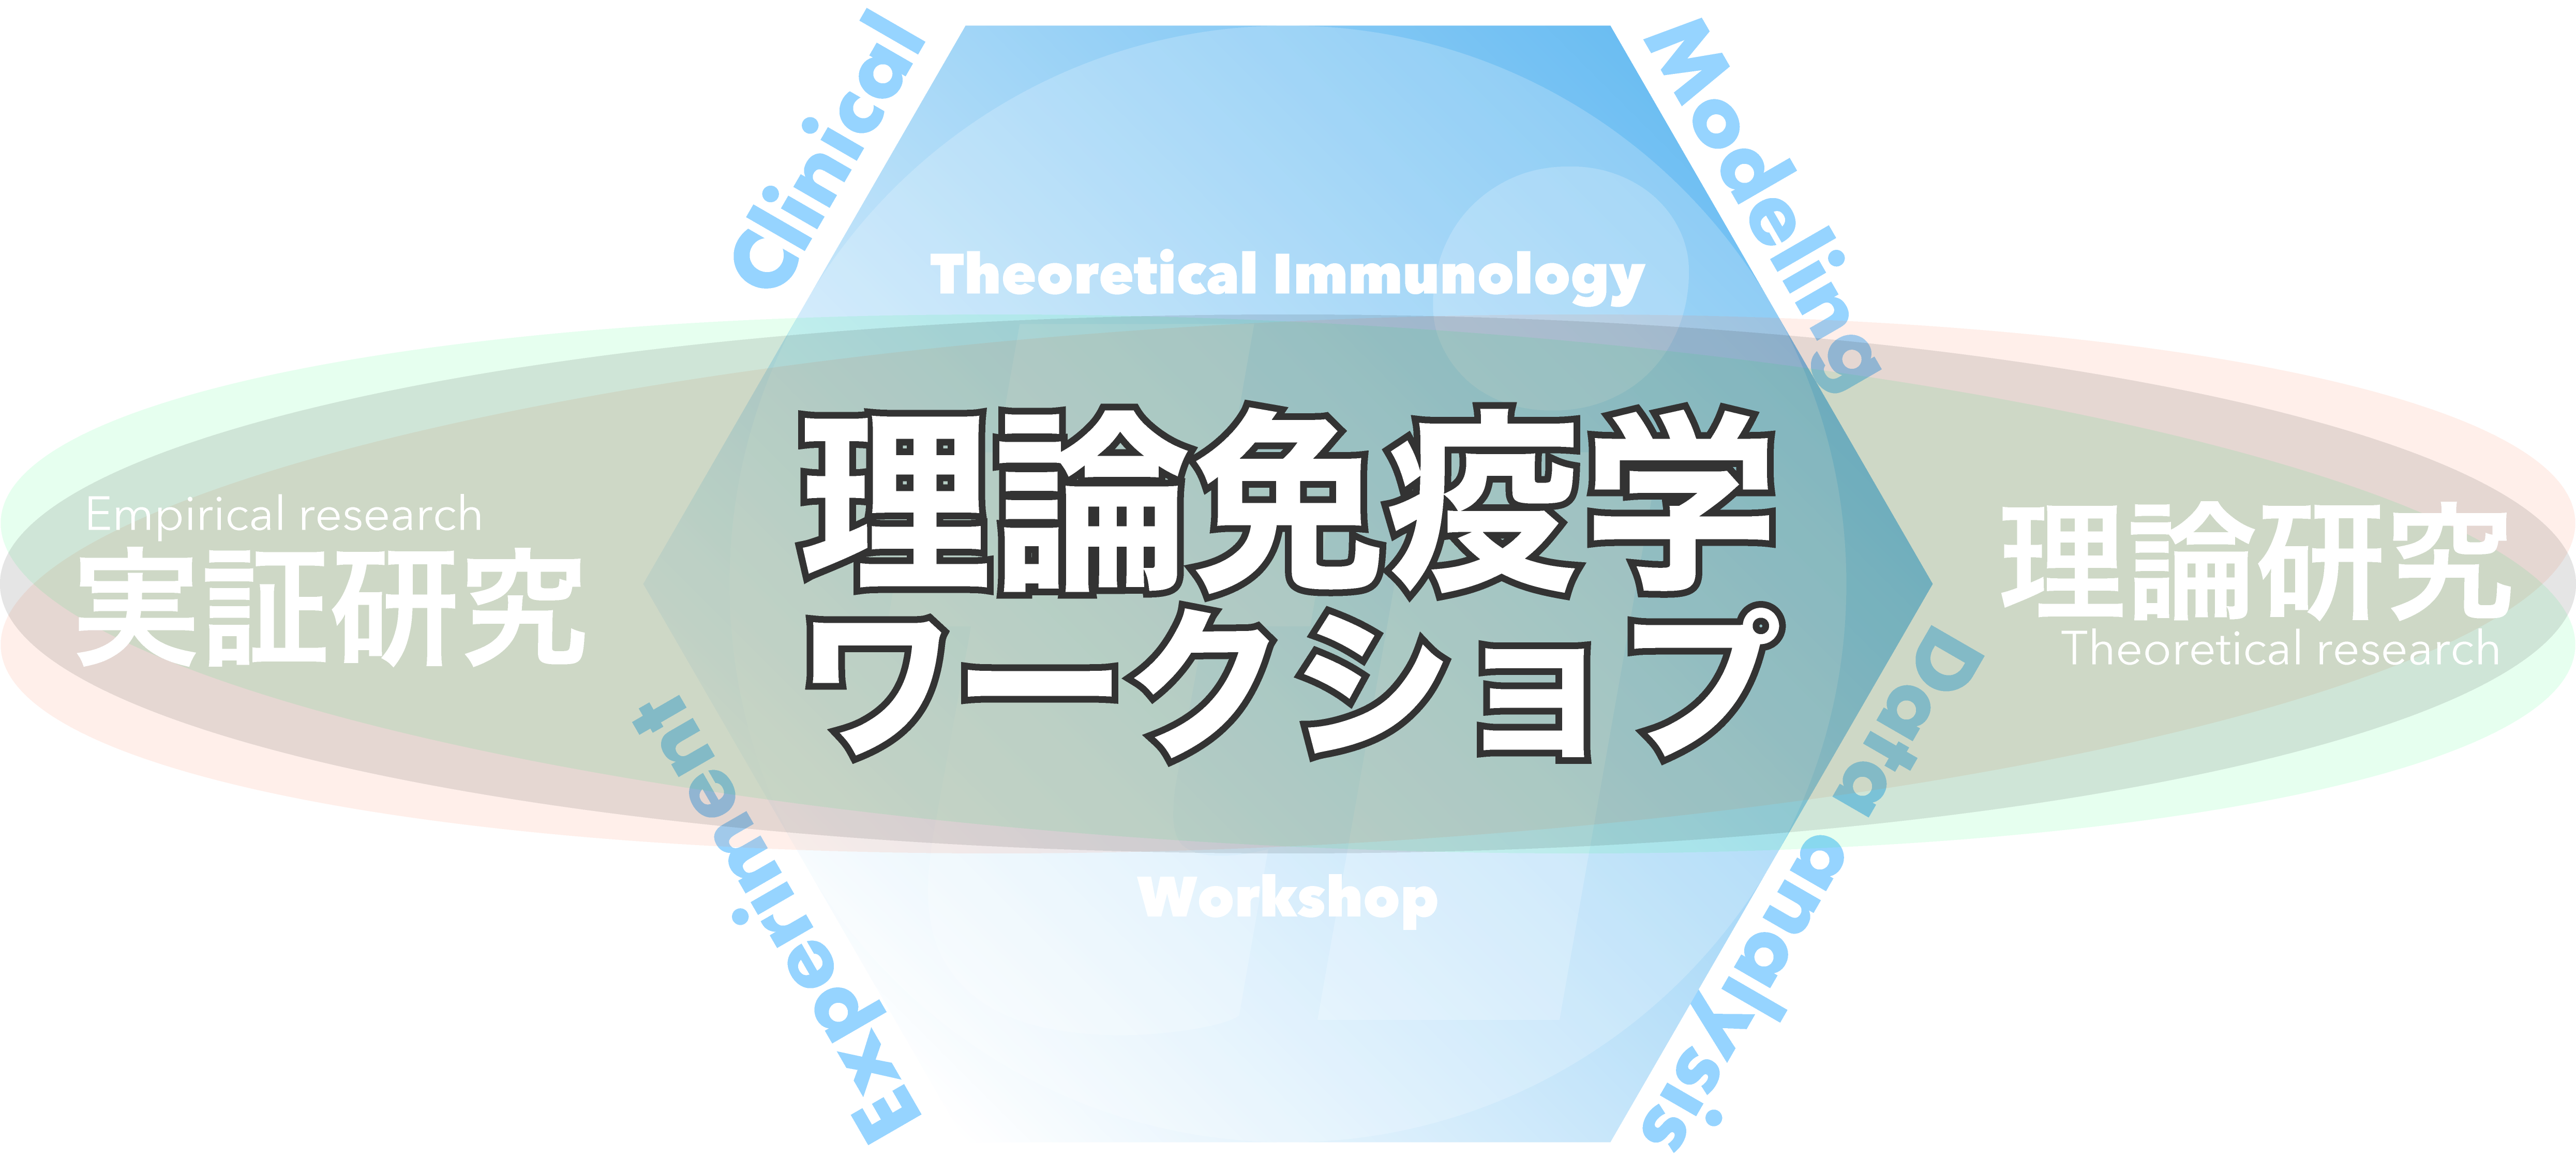 Clinical
Modeling
Theoretical Immunology
理論免疫学
ワークショプ
Empirical research
実証研究
理論研究
Theoretical research
Workshop
Experiment
Data analysis